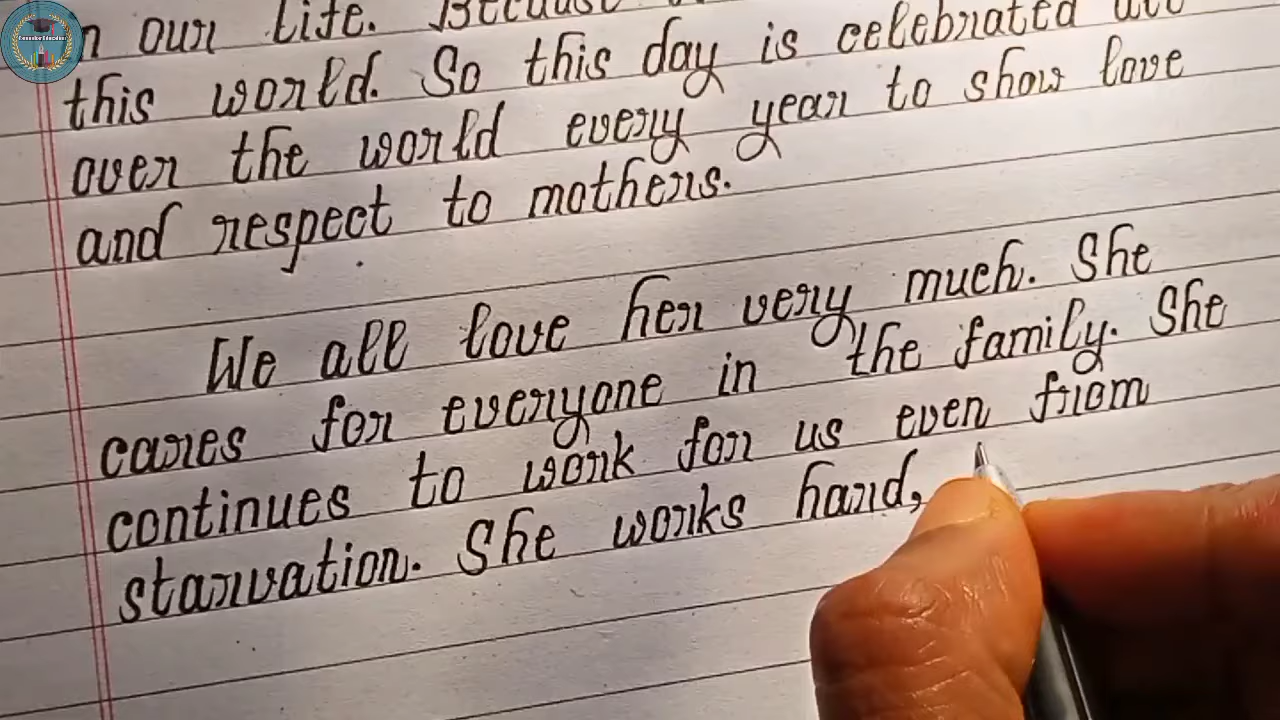 in our life. Because
this world. So this day is celebrated all
over the world every year to show love
and respect to mothers.
We all love her very much. She
cares for everyone in the family. She
continues to work for us even from
starvation. She works hard,